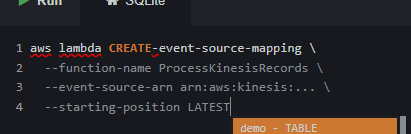 Run SQLite
1 aws lambda CREATE-event-source-mapping \
2 --function-name ProcessKinesisRecords \
3 --event-source-arn arn:aws:kinesis:... \
4 --starting-position LATEST
demo - TABLE